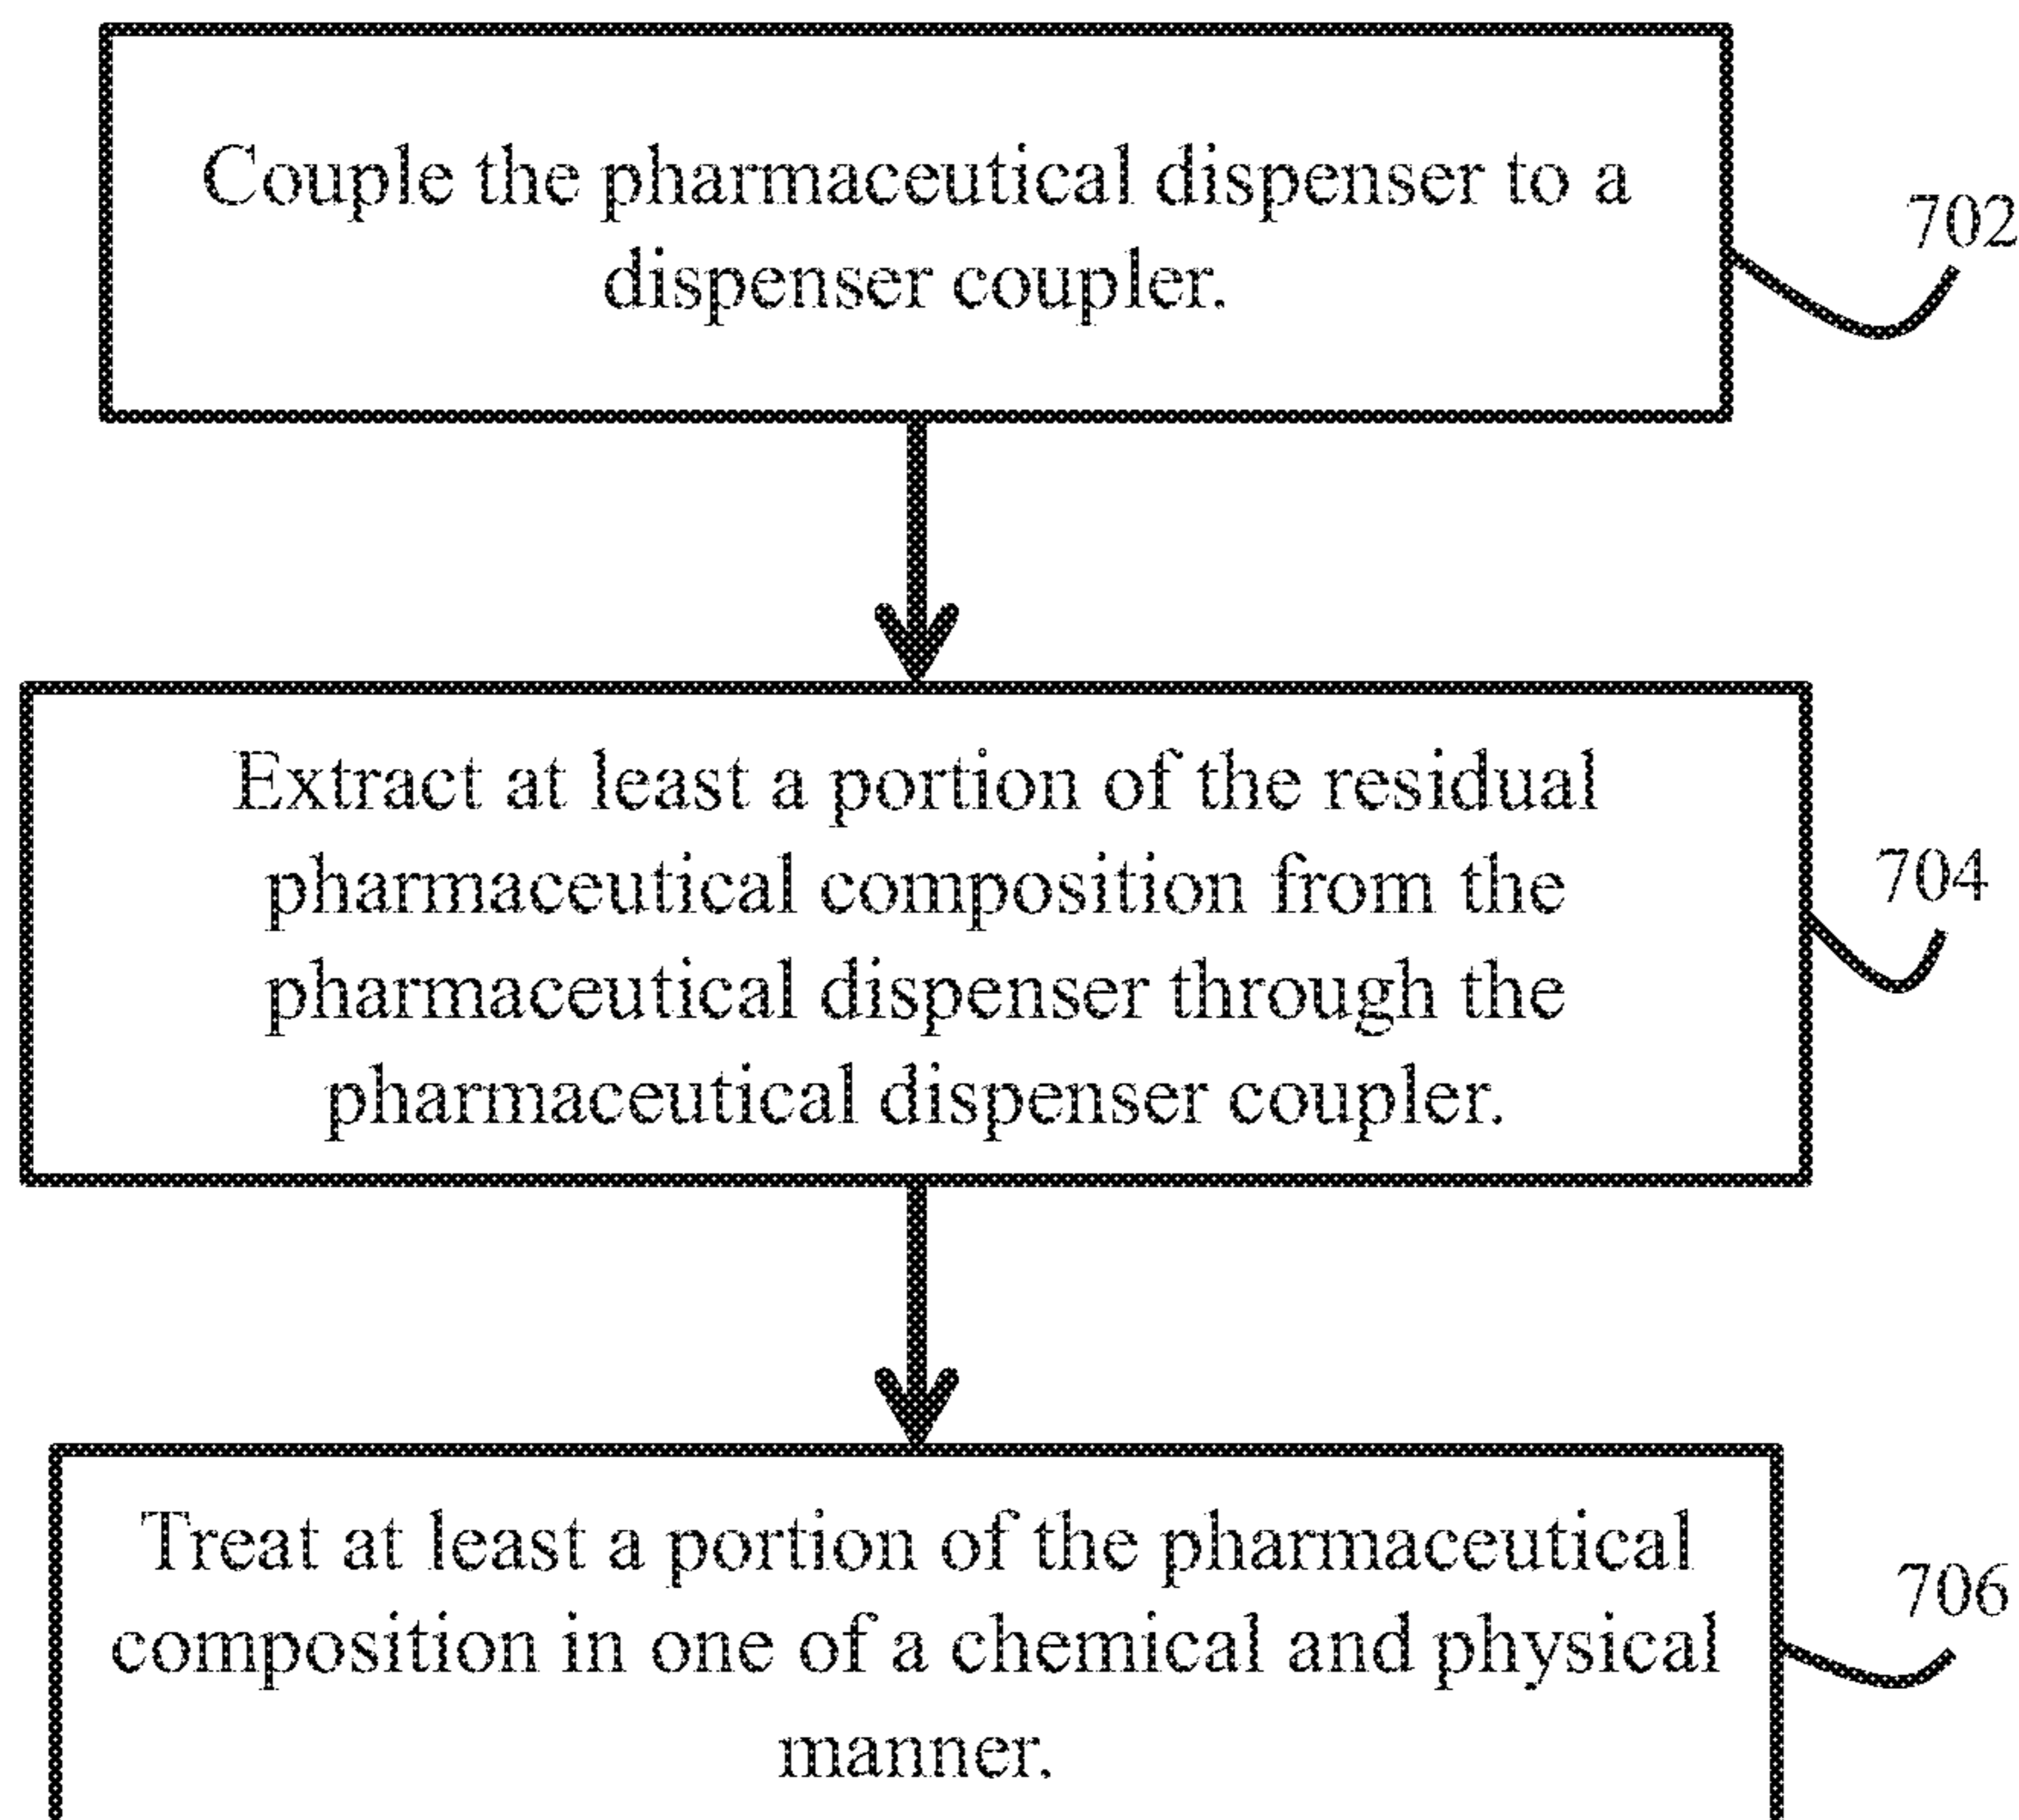 Couple the pharmaceutical dispenser to a
dispenser coupler.
702
Extract at least a portion of the residual
pharmaceutical composition from the
pharmaceutical dispenser through the
pharmaceutical dispenser coupler.
704
Treat at least a portion of the pharmaceutical
composition in one of a chemical and physical
manner.
706